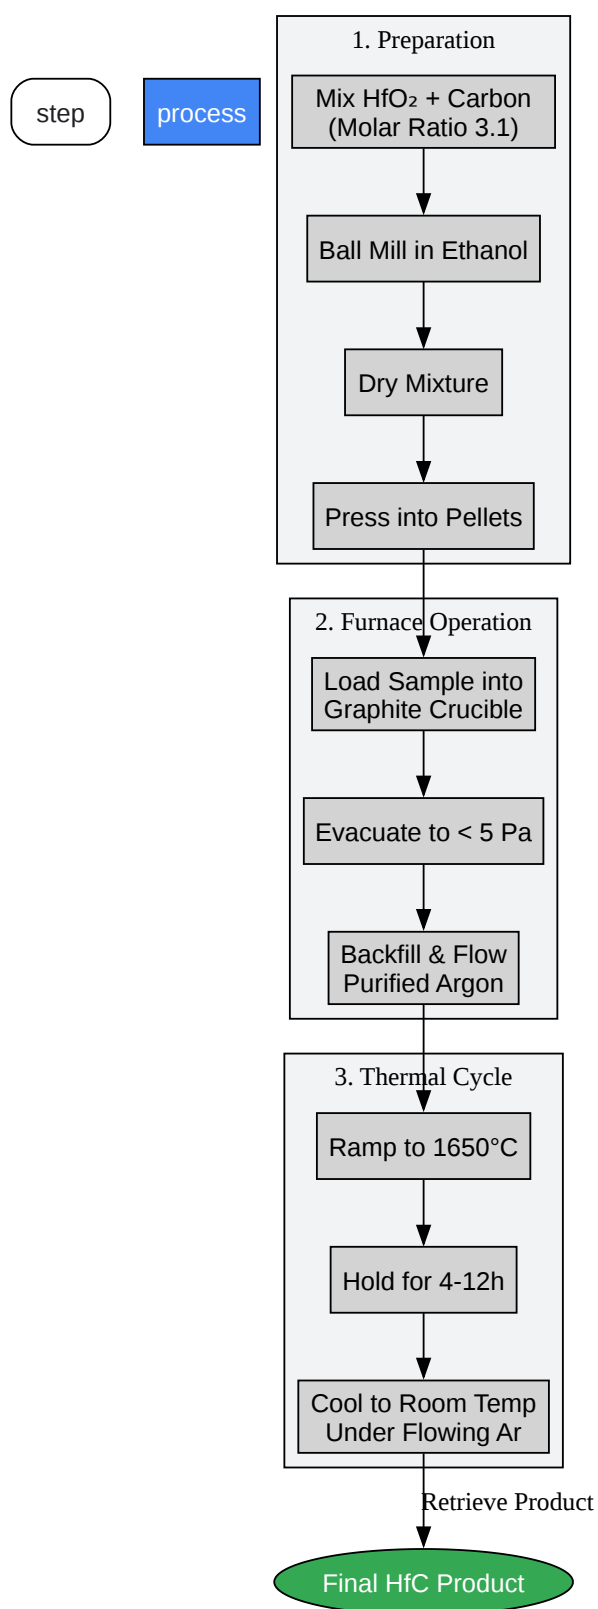 1. Preparation
step
process
Mix HfO₂ + Carbon
(Molar Ratio 3.1)
Ball Mill in Ethanol
Dry Mixture
Press into Pellets
2. Furnace Operation
Load Sample into
Graphite Crucible
Evacuate to < 5 Pa
Backfill & Flow
Purified Argon
3. Thermal Cycle
Ramp to 1650°C
Hold for 4-12h
Cool to Room Temp
Under Flowing Ar
Retrieve Product
Final HfC Product